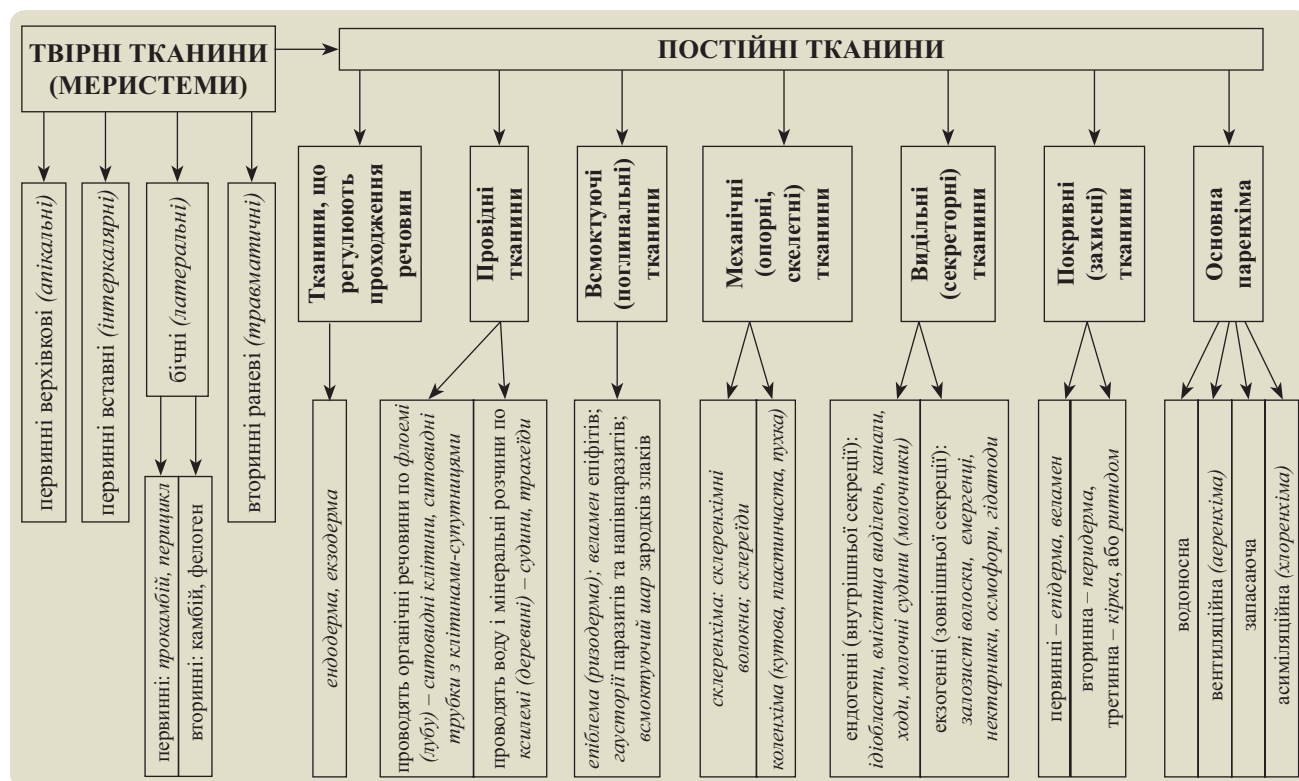 ТВІРНІ ТКАНИНИ
(МЕРИСТЕМИ)
ПОСТІЙНІ ТКАНИНИ
первинні верхівкові (апікальні)
первинні вставні (інтеркалярні)
бічні (латеральні)
вторинні раневі (травматичні)
первинні: прокамбій, перицикл
вторинні: камбій, фелоген
Тканини, що
регулюють
проходження
речовин
ендодерма, екзодерма
Провідні
тканини
проводять органічні речовини по флоемі
(лубу) – ситовидні клітини, ситовидні
трубки з клітинами-супутницями
проводять воду і мінеральні розчини по
ксилемі (деревині) – судини, трахеїди
Всмоктуючі
(поглинальні)
тканини
епіблема (ризодерма); веламен епіфітів;
гаусторії паразитів та напівпаразитів;
всмоктуючий шар зародків злаків
Механічні
(опорні,
скелетні)
тканини
склеренхіма: склеренхімні
волокна; склереїди
коленхіма (кутова, пластинчаста, пухка)
Видільні
(секреторні)
тканини
ендогенні (внутрішньої секреції):
ідіобласти, вмістища виділень, канали,
ходи, молочні судини (молочники)
екзогенні (зовнішньої секреції):
залозисті волоски, емергенці,
нектарники, осмофори, гідатоди
Покривні
(захисні)
тканини
первинні – епідерма, веламен
вторинна – перидерма,
третинна – кірка, або ритидом
Основна
паренхіма
водоносна
вентиляційна (аеренхіма)
запасаюча
асиміляційна (хлоренхіма)